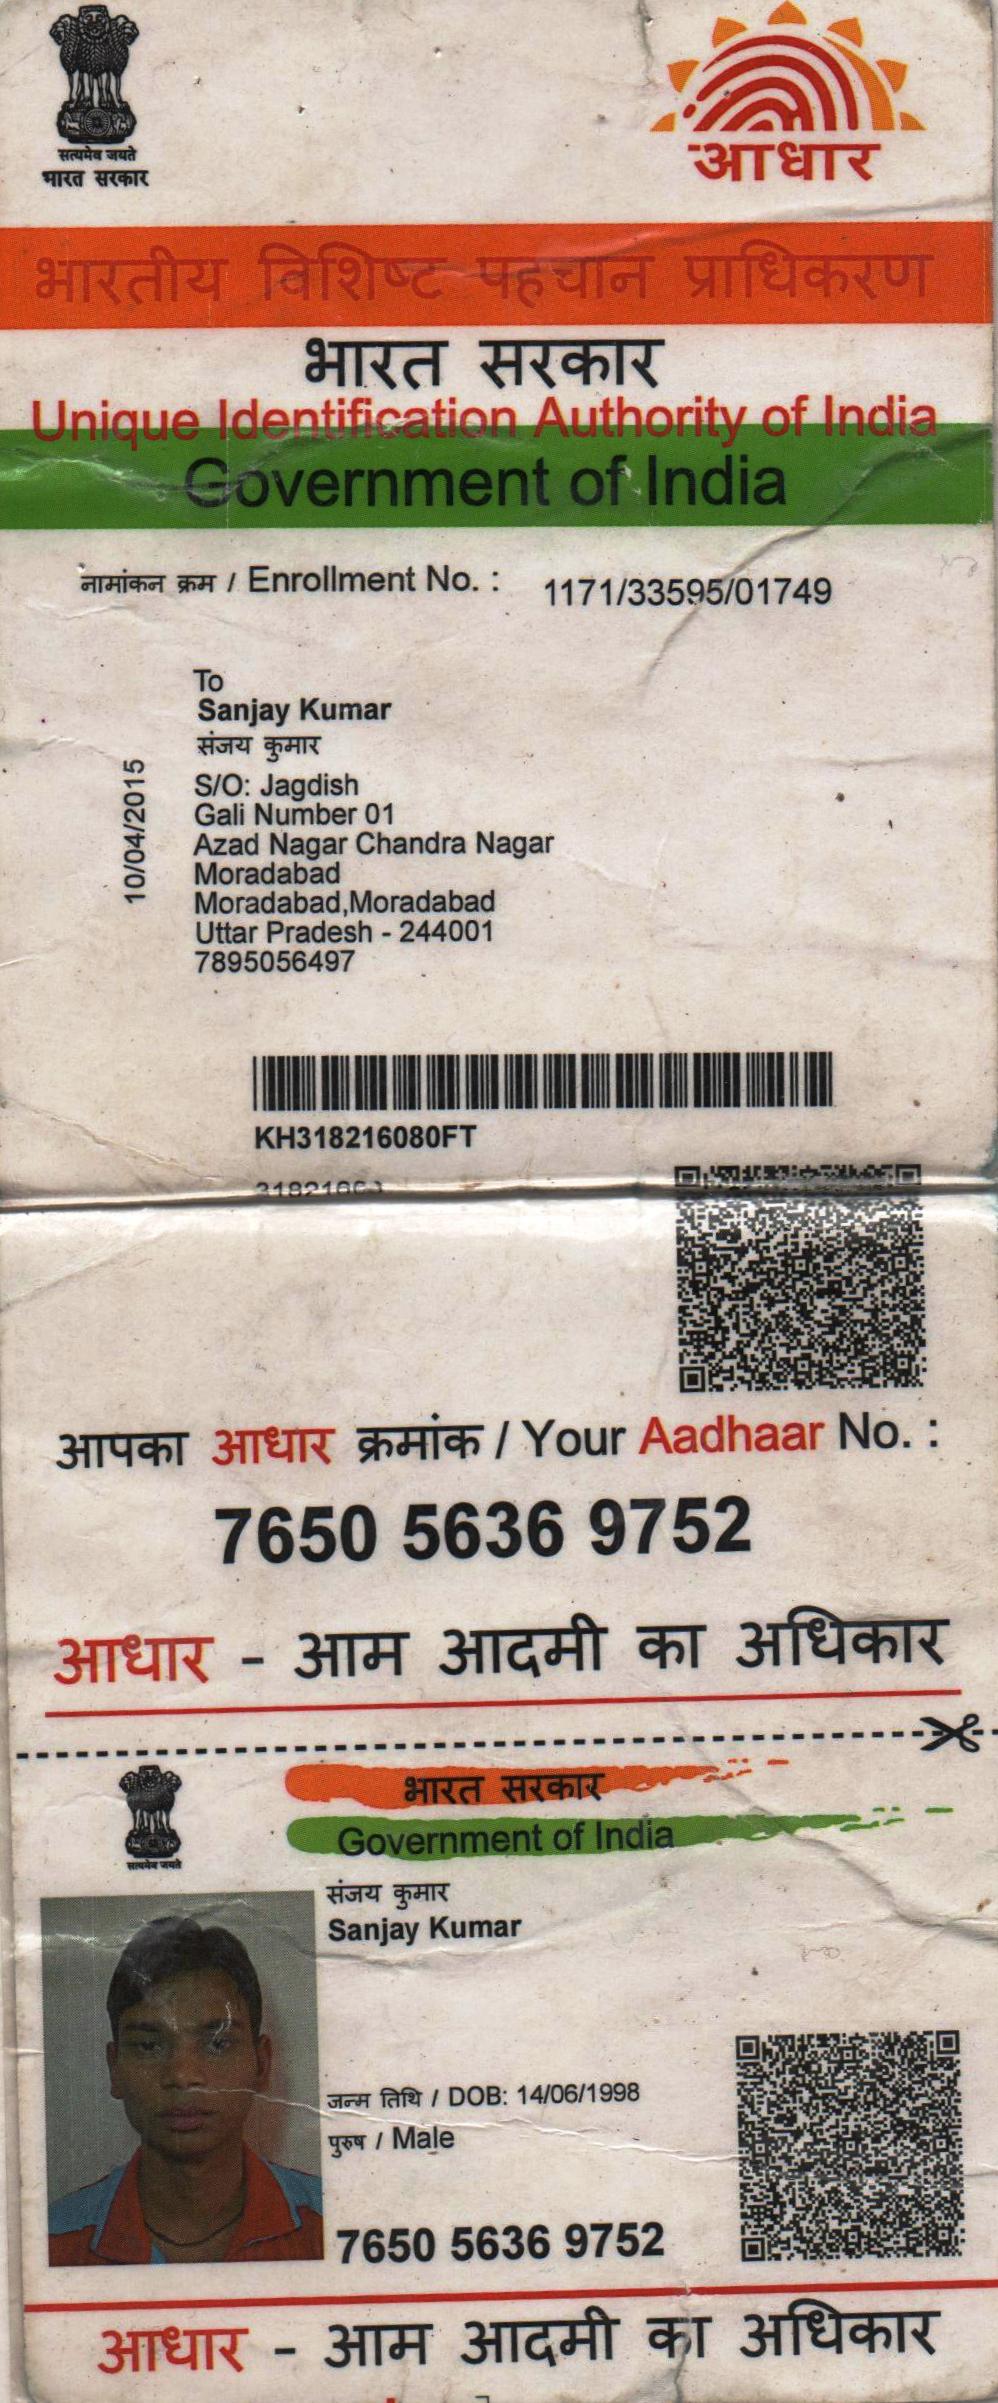 सत्यमेव जयते
भारत सरकार
आधार
भारतीय विशिष्ट पहचान प्राधिकरण
भारत सरकार
Unique Identification Authority of India
Government of India
नामांकन क्रम / Enrollment No. : 1171/33595/01749
To
Sanjay Kumar
संजय कुमार
S/O: Jagdish
Gali Number 01
Azad Nagar Chandra Nagar
Moradabad
Moradabad,Moradabad
Uttar Pradesh - 244001
7895056497
10/04/2015
KH318216080FT
आपका आधार क्रमांक / Your Aadhaar No. :
7650 5636 9752
आधार - आम आदमी का अधिकार
सत्यमेव जयते
भारत सरकार
Government of India
संजय कुमार
Sanjay Kumar
जन्म तिथि / DOB: 14/06/1998
पुरुष / Male
7650 5636 9752
आधार - आम आदमी का अधिकार